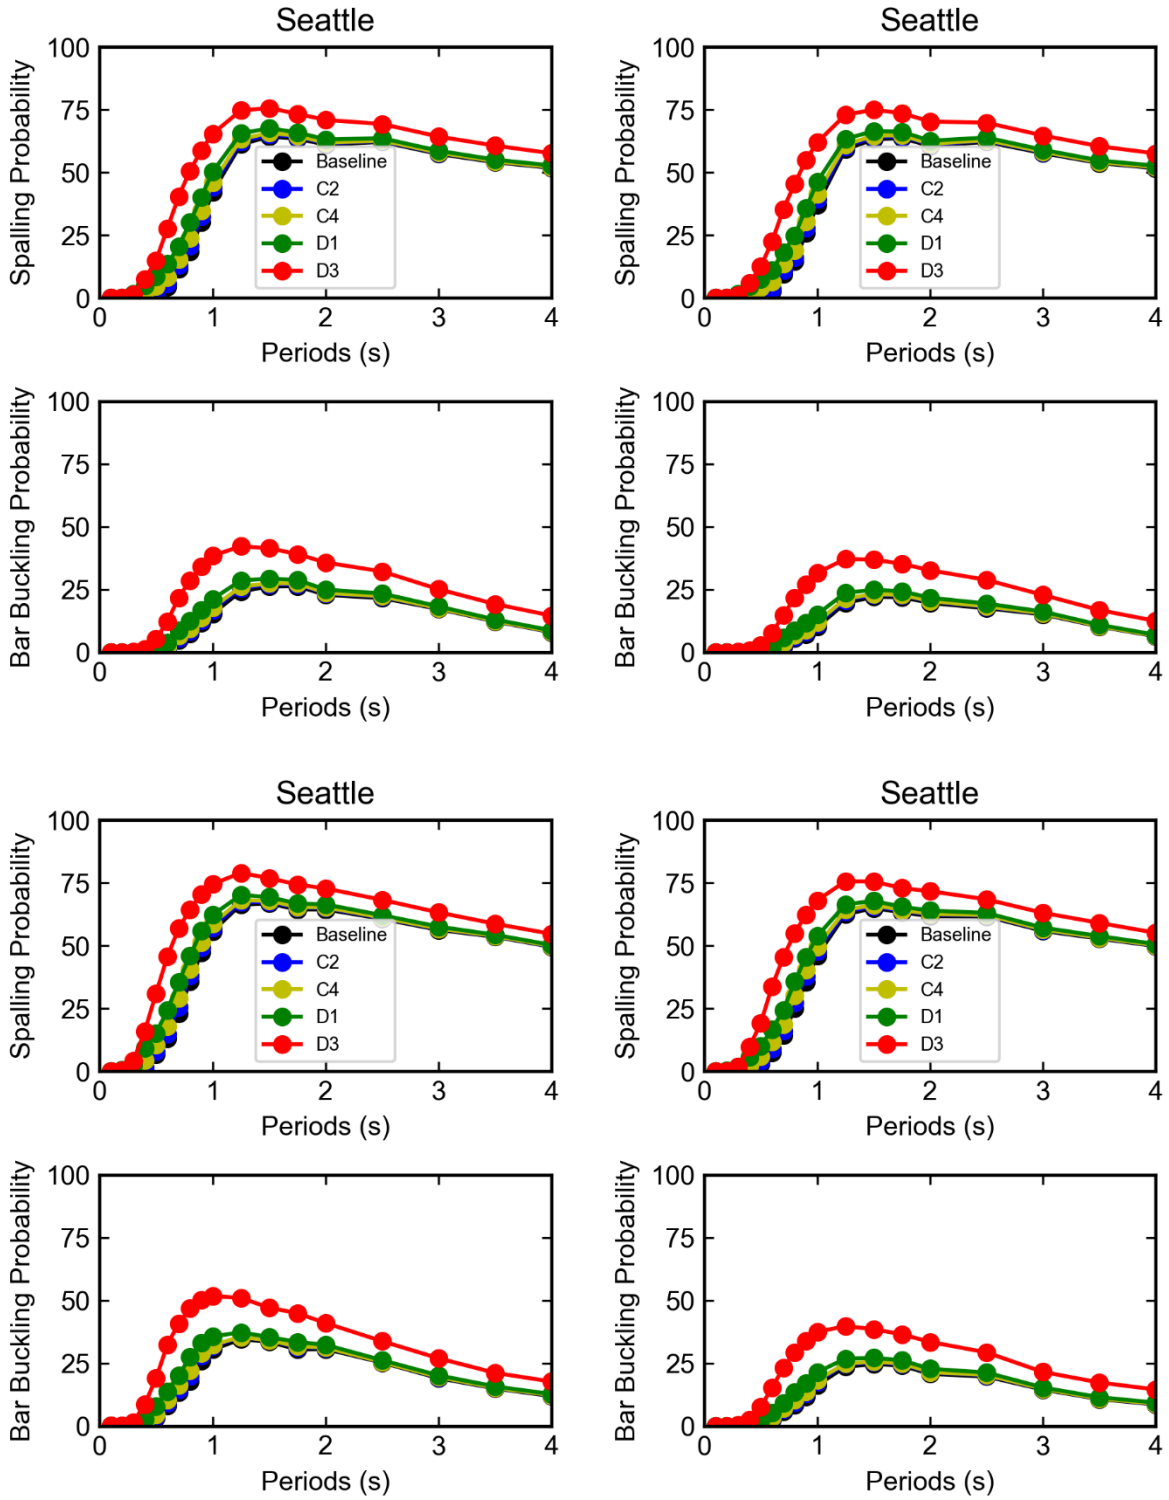 Seattle
100
75
50
25
0
Spalling Probability
Baseline
C2
C4
D1
D3
0 1 2 3 4
Periods (s)
Seattle
100
75
50
25
0
Spalling Probability
Baseline
C2
C4
D1
D3
0 1 2 3 4
Periods (s)
100
75
50
25
0
Bar Buckling Probability
0 1 2 3 4
Periods (s)
100
75
50
25
0
Bar Buckling Probability
0 1 2 3 4
Periods (s)
Seattle
100
75
50
25
0
Spalling Probability
Baseline
C2
C4
D1
D3
0 1 2 3 4
Periods (s)
Seattle
100
75
50
25
0
Spalling Probability
Baseline
C2
C4
D1
D3
0 1 2 3 4
Periods (s)
100
75
50
25
0
Bar Buckling Probability
0 1 2 3 4
Periods (s)
100
75
50
25
0
Bar Buckling Probability
0 1 2 3 4
Periods (s)